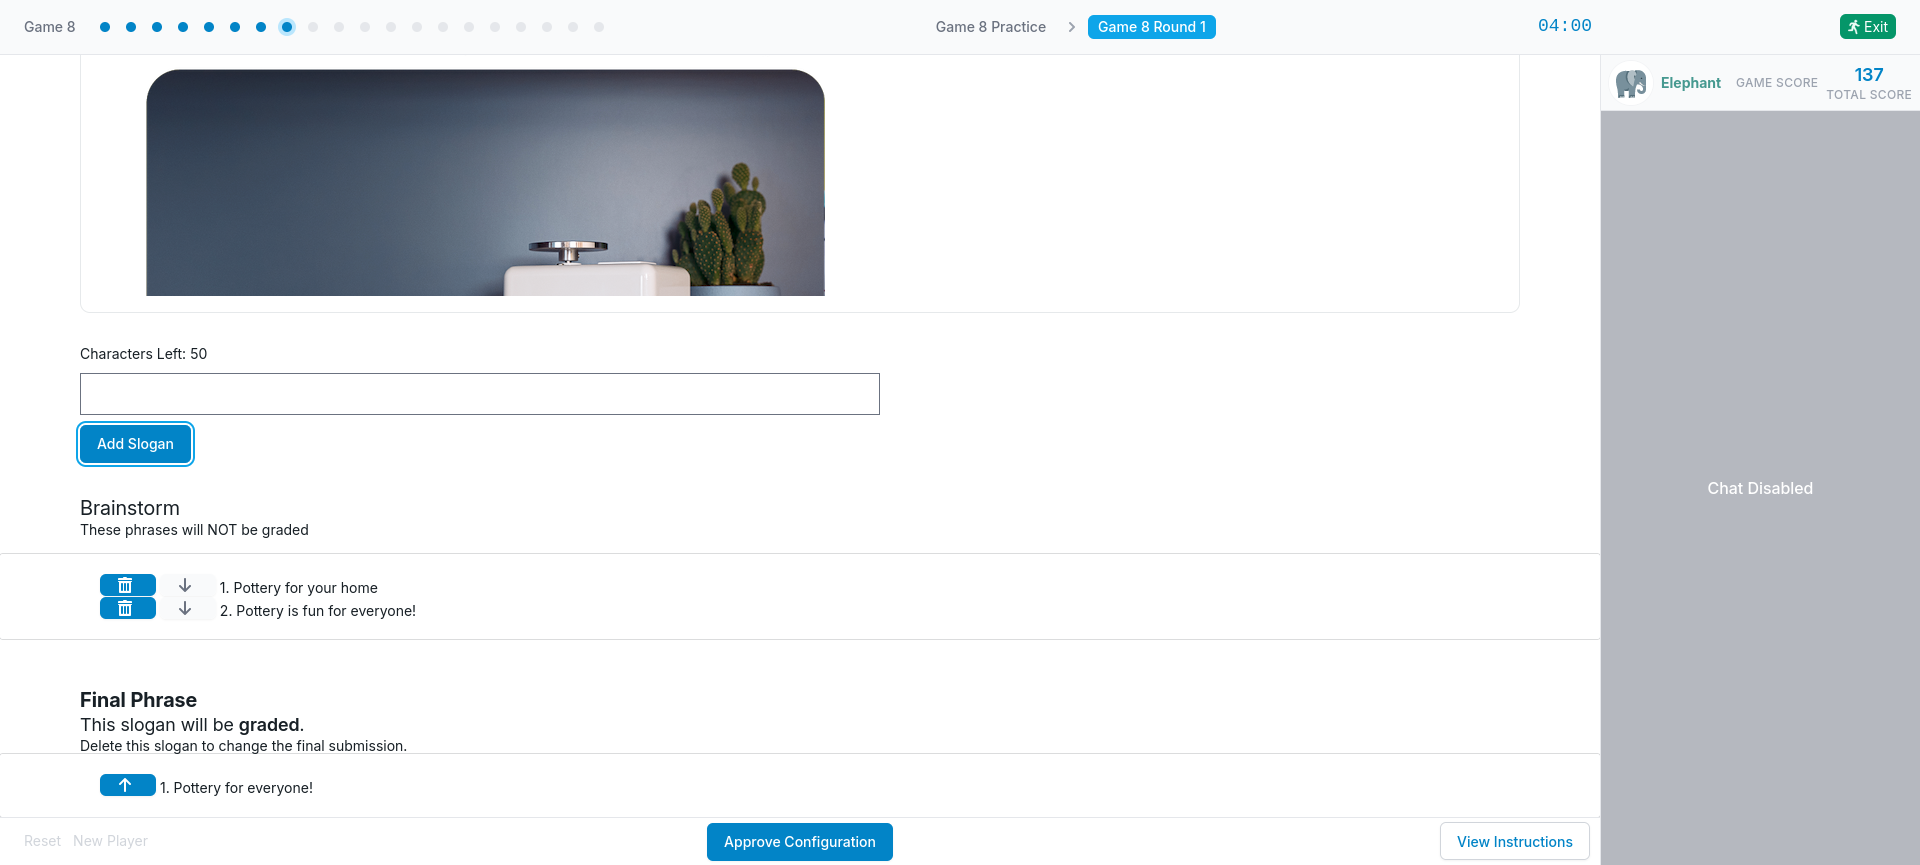 Game 8
Game 8 Practice
Game 8 Round 1
04:00
Exit
Elephant
GAME SCORE
137
TOTAL SCORE
Chat Disabled
Characters Left: 50
Add Slogan
Brainstorm
These phrases will NOT be graded
1. Pottery for your home
2. Pottery is fun for everyone!
Final Phrase
This slogan will be graded.
Delete this slogan to change the final submission.
1. Pottery for everyone!
Reset New Player
Approve Configuration
View Instructions